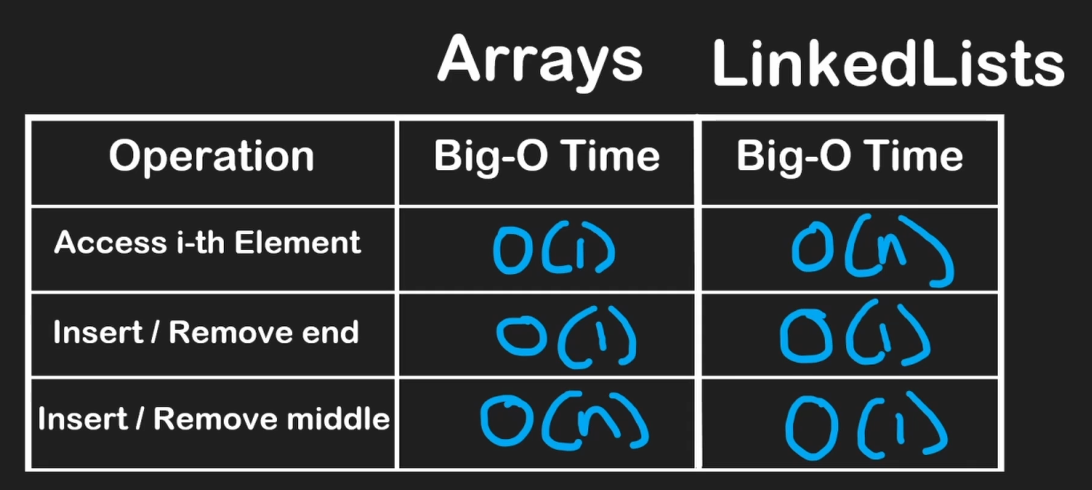 Arrays LinkedLists
Operation Big-O Time Big-O Time
Access i-th Element O(1) O(n)
Insert / Remove end O(1) O(1)
Insert / Remove middle O(n) O(1)